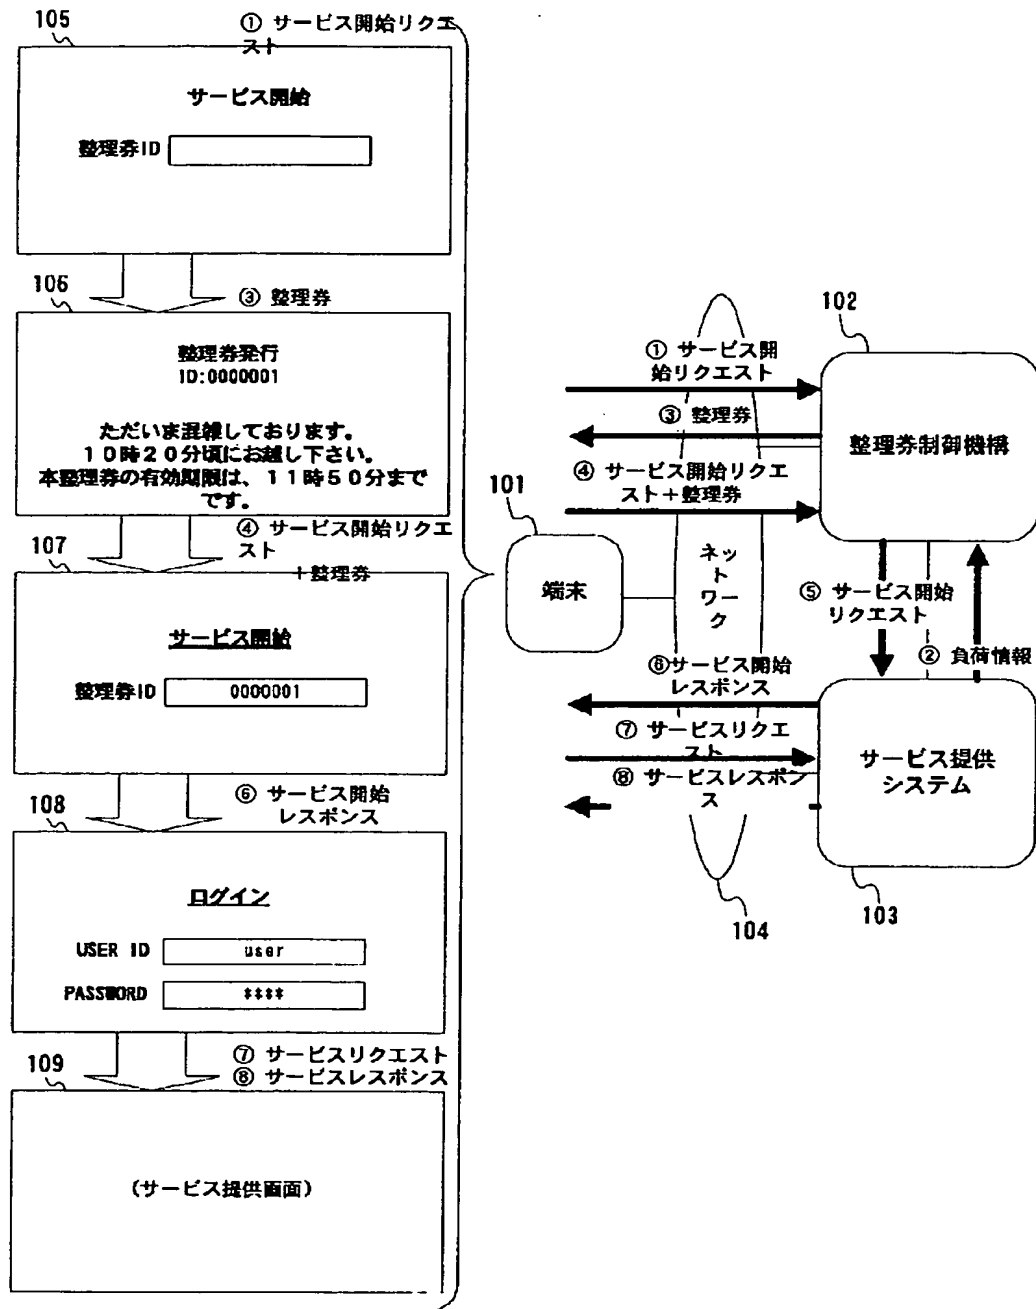 105
① サービス開始リクエ
スト
サービス開始
整理券ID
106
③ 整理券
整理券発行
ID:0000001
ただいま混雑しております。
10時20分頃にお越し下さい。
本整理券の有効期限は、11時50分まで
です。
④ サービス開始リクエ
スト
+整理券
107
サービス開始
整理券ID
0000001
108
⑥ サービス開始
レスポンス
ログイン
USER ID
user
PASSWORD
****
109
⑦ サービスリクエスト
⑧ サービスレスポンス
(サービス提供画面)
101
端末
ネッ
ト
ワー
ク
104
① サービス開
始リクエスト
③ 整理券
④ サービス開始リクエ
スト+整理券
102
整理券制御機構
⑤ サービス開始
リクエスト
② 負荷情報
⑥サービス開始
レスポンス
⑦ サービスリクエ
スト
⑧ サービスレスポン
ス
サービス提供
システム
103